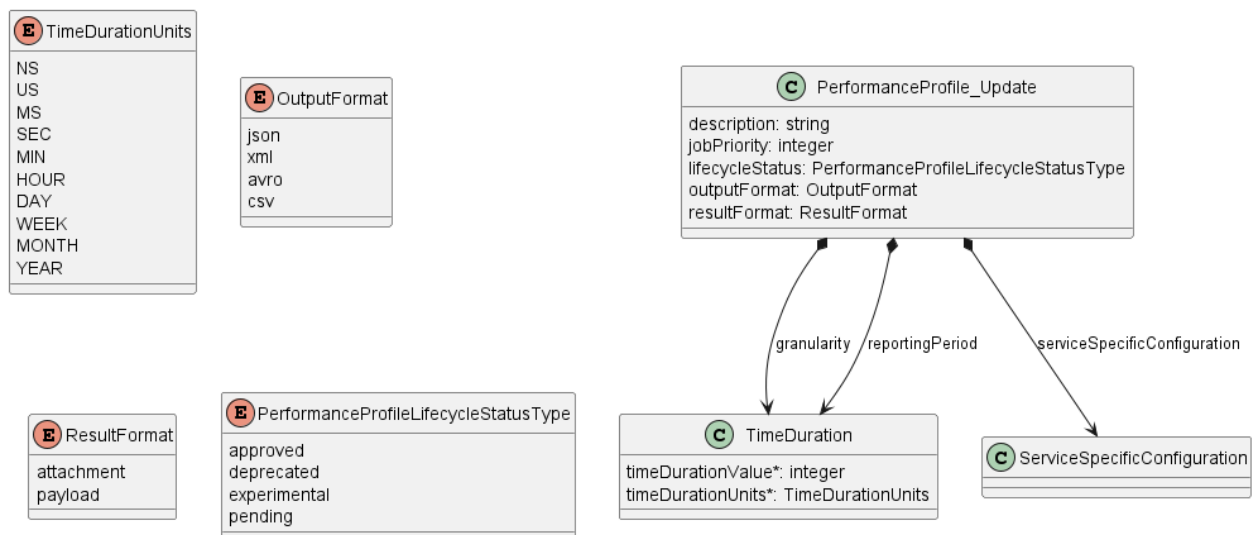 E TimeDurationUnits
NS
US
MS
SEC
MIN
HOUR
DAY
WEEK
MONTH
YEAR
E OutputFormat
json
xml
avro
csv
C PerformanceProfile_Update
description: string
jobPriority: integer
lifecycleStatus: PerformanceProfileLifecycleStatusType
outputFormat: OutputFormat
resultFormat: ResultFormat
granularity
reportingPeriod
serviceSpecificConfiguration
E ResultFormat
attachment
payload
E PerformanceProfileLifecycleStatusType
approved
deprecated
experimental
pending
C TimeDuration
timeDurationValue*: integer
timeDurationUnits*: TimeDurationUnits
C ServiceSpecificConfiguration